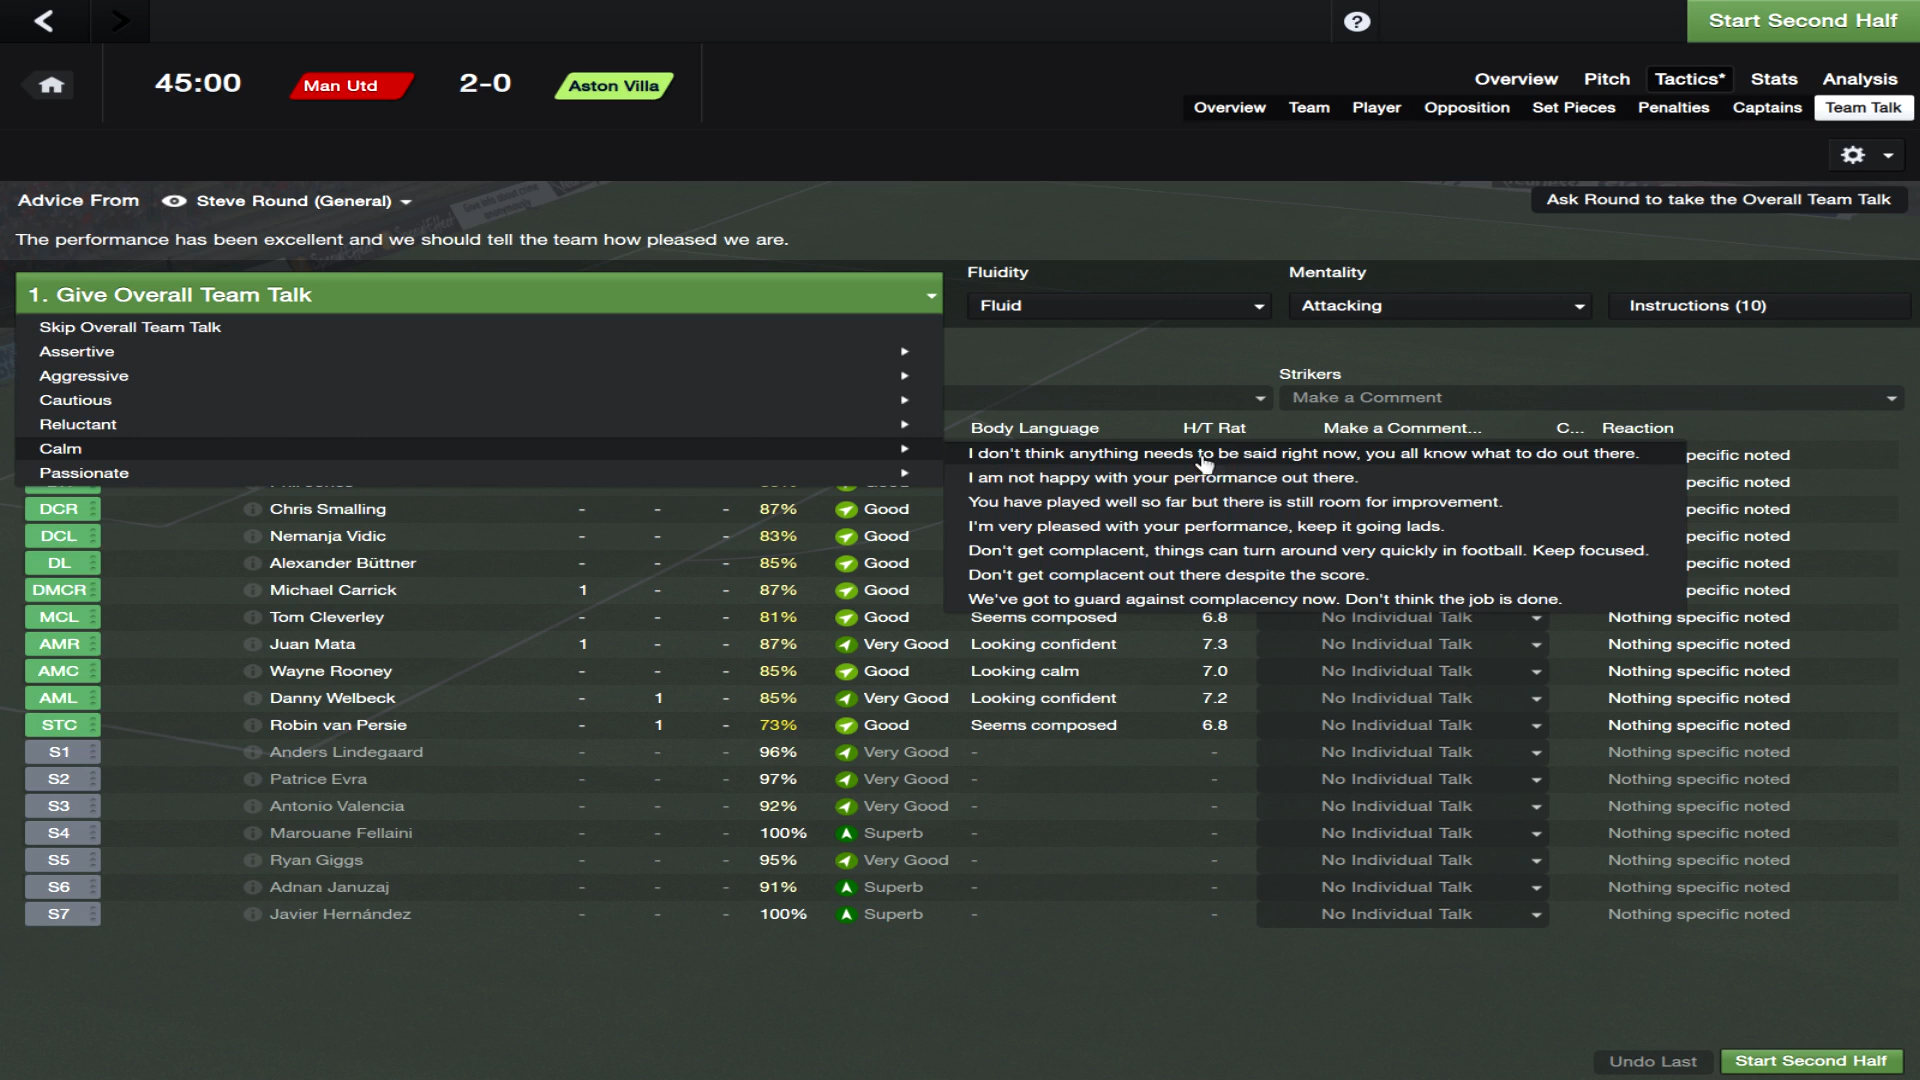 Start Second Half
45:00 Man Utd 2-0 Aston Villa
Overview Pitch Tactics* Stats Analysis
Overview Team Player Opposition Set Pieces Penalties Captains Team Talk
Advice From Steve Round (General) Ask Round to take the Overall Team Talk
The performance has been excellent and we should tell the team how pleased we are.
Fluidity Mentality
1. Give Overall Team Talk Fluid Attacking Instructions (10)
Skip Overall Team Talk
Assertive
Aggressive
Strikers
Cautious Make a Comment
Reluctant Body Language H/T Rat Make a Comment... C... Reaction
Calm I don't think anything needs to be said right now, you all know what to do out there. specific noted
Passionate I am not happy with your performance out there. specific noted
You have played well so far but there is still room for improvement.
DCR Chris Smalling - - - 87% Good specific noted
I'm very pleased with your performance, keep it going lads.
DCL Nemanja Vidic - - - 83% Good specific noted
Don't get complacent, things can turn around very quickly in football. Keep focused.
DL Alexander Büttner - - - 85% Good specific noted
Don't get complacent out there despite the score.
DMCR Michael Carrick 1 - - 87% Good specific noted
We've got to guard against complacency now. Don't think the job is done.
MCL Tom Cleverley - - - 81% Good Seems composed 6.8 No Individual Talk Nothing specific noted
AMR Juan Mata 1 - - 87% Very Good Looking confident 7.3 No Individual Talk Nothing specific noted
AMC Wayne Rooney - - - 85% Good Looking calm 7.0 No Individual Talk Nothing specific noted
AML Danny Welbeck - 1 - 85% Very Good Looking confident 7.2 No Individual Talk Nothing specific noted
STC Robin van Persie - 1 - 73% Good Seems composed 6.8 No Individual Talk Nothing specific noted
S1 Anders Lindegaard - - - 96% Very Good - - No Individual Talk Nothing specific noted
S2 Patrice Evra - - - 97% Very Good - - No Individual Talk Nothing specific noted
S3 Antonio Valencia - - - 92% Very Good - - No Individual Talk Nothing specific noted
S4 Marouane Fellaini - - - 100% Superb - - No Individual Talk Nothing specific noted
S5 Ryan Giggs - - - 95% Very Good - - No Individual Talk Nothing specific noted
S6 Adnan Januzaj - - - 91% Superb - - No Individual Talk Nothing specific noted
S7 Javier Hernández - - - 100% Superb - - No Individual Talk Nothing specific noted
Undo Last Start Second Half